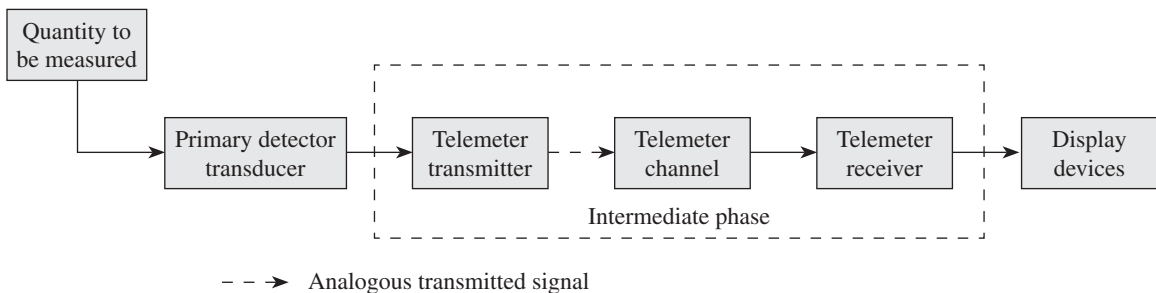 Quantity to
be measured
Primary detector
transducer
Telemeter
transmitter
Telemeter
channel
Telemeter
receiver
Display
devices
Intermediate phase
Analogous transmitted signal